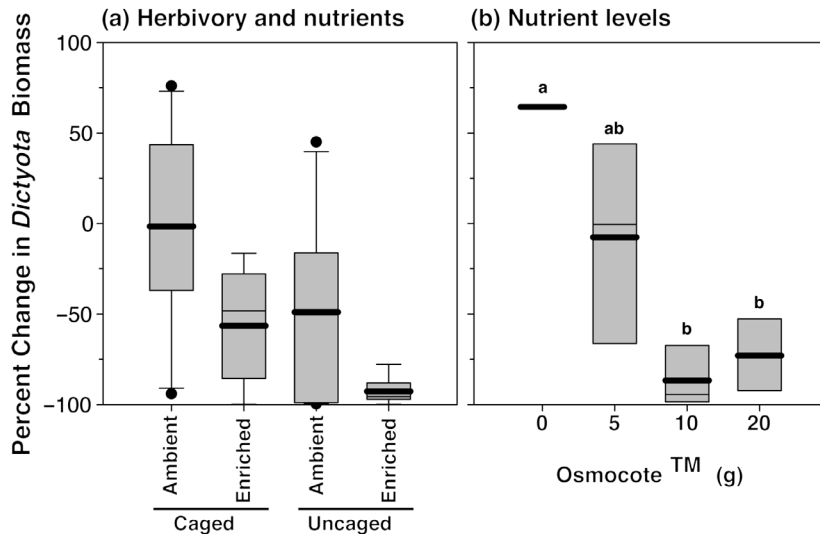 (a) Herbivory and nutrients
(b) Nutrient levels
Percent Change in Dictyota Biomass
100
50
0
−50
−100
a
ab
b
b
Ambient
Enriched
Ambient
Enriched
Caged
Uncaged
0
5
10
20
Osmocote TM (g)